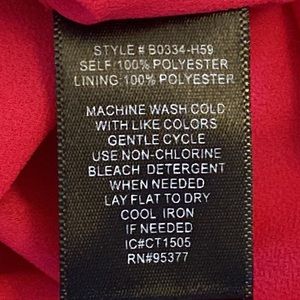 STYLE# B0334-H59
SELF:100% POLYESTER
LINING:100% POLYESTER
MACHINE WASH COLD
WITH LIKE COLORS
GENTLE CYCLE
USE NON-CHLORINE
BLEACH DETERGENT
WHEN NEEDED
LAY FLAT TO DRY
COOL IRON
IF NEEDED
IC#CT1505
RN#95377